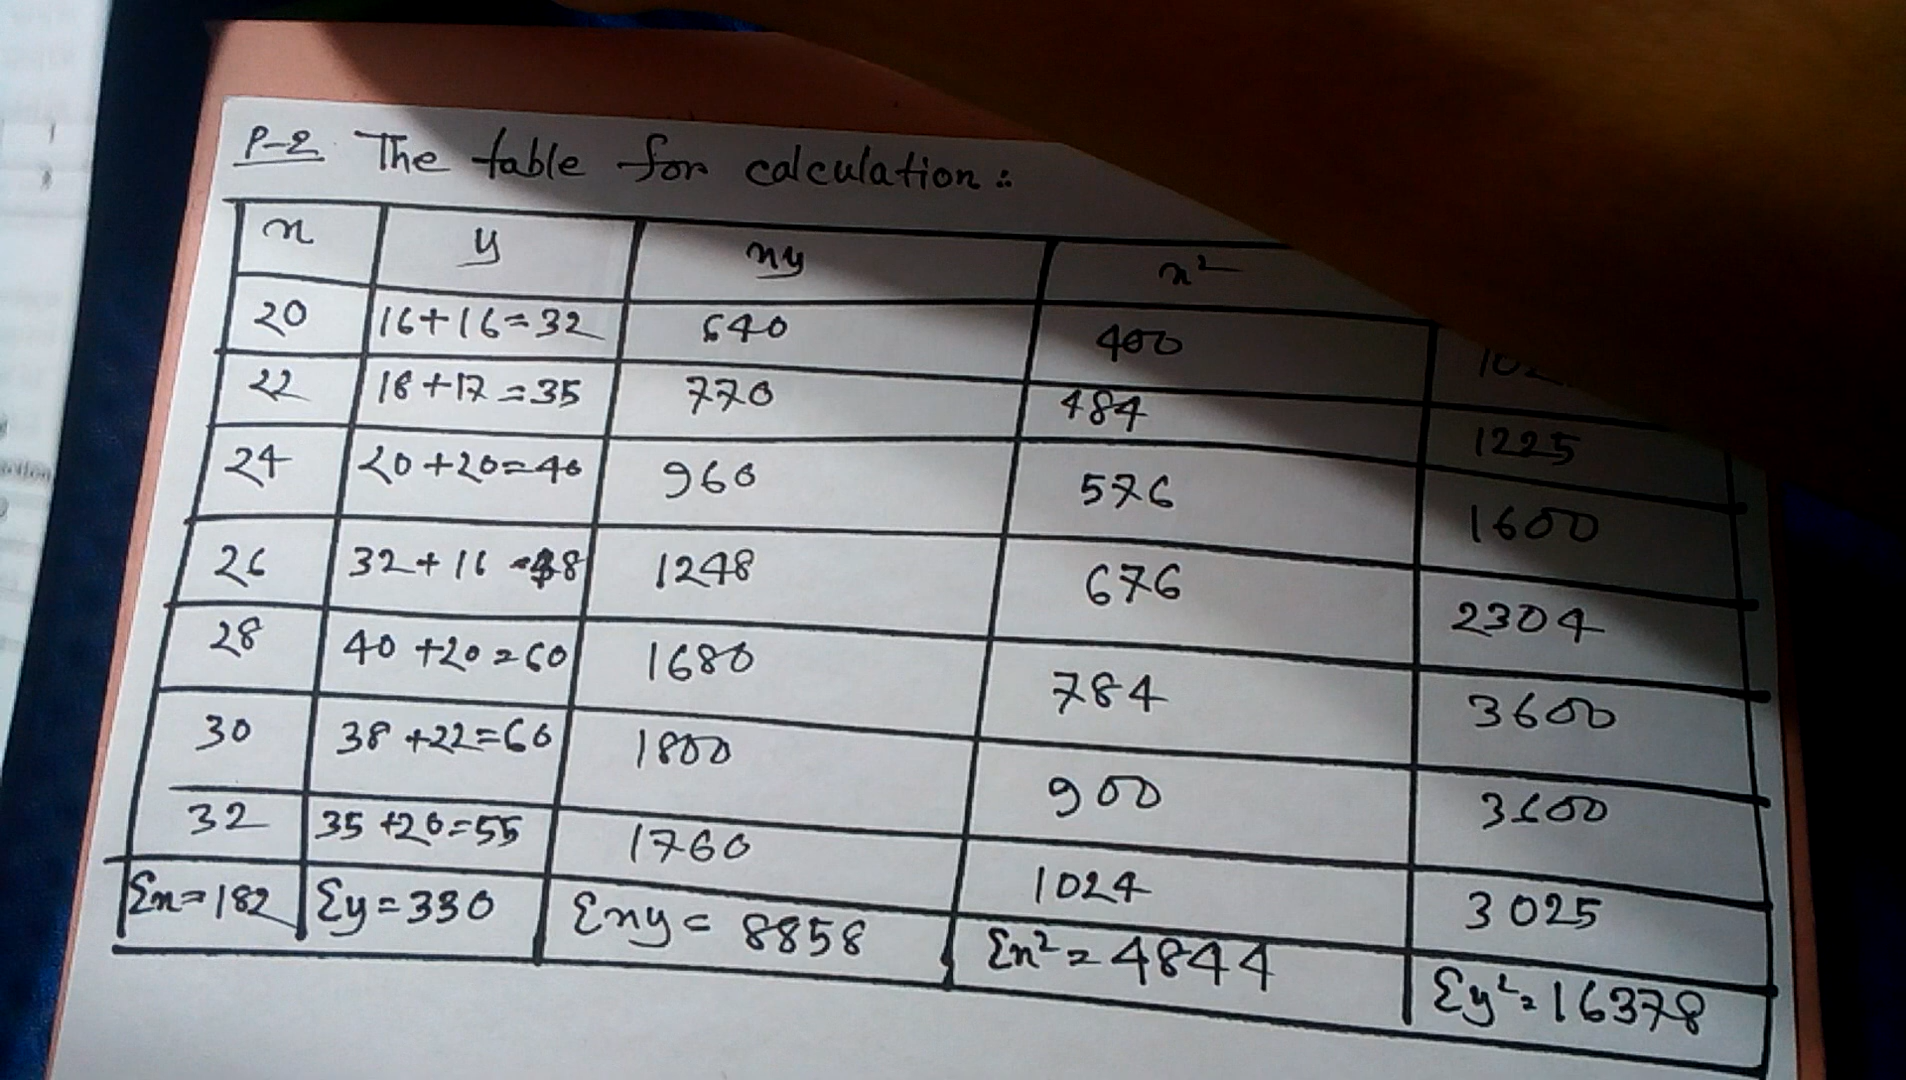 P-2 The table for calculation:
x y xy x²
20 16+16=32 640 400
22 18+17=35 770 484 1225
24 20+20=40 960 576 1600
26 32+16=48 1248 676 2304
28 40+20=60 1680 784 3600
30 38+22=60 1800 900 3600
32 35+20=55 1760 1024 3025
Σx=182 Σy=330 Σxy= 8858 Σx²=4844 Σy²=16378